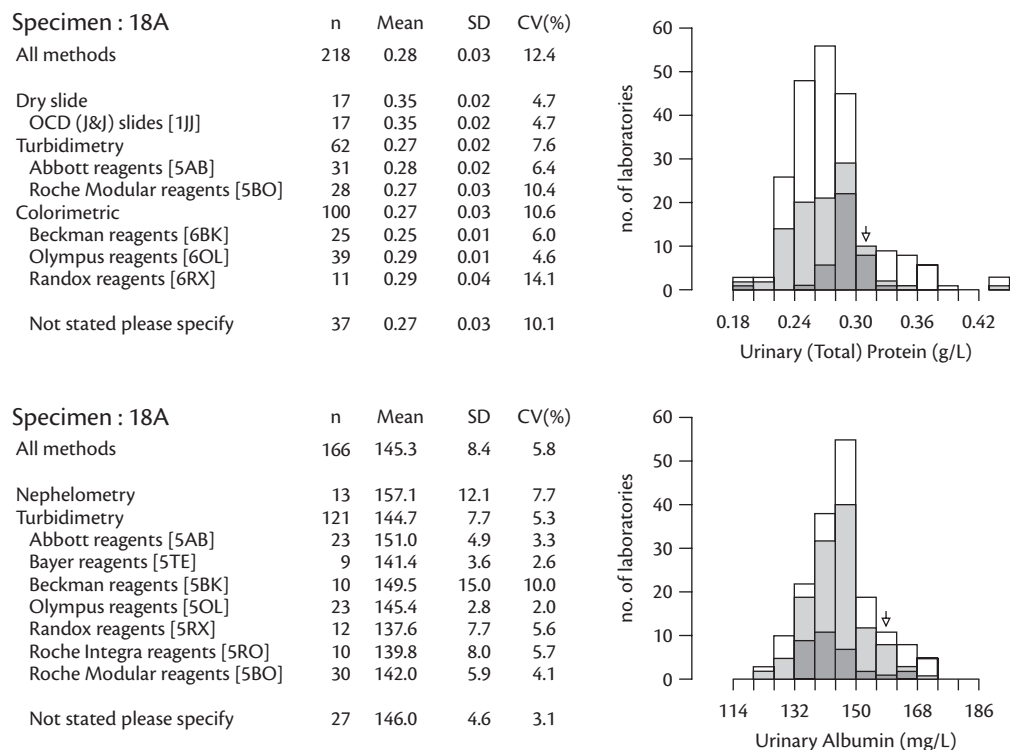 Specimen : 18A n Mean SD CV(%)
All methods 218 0.28 0.03 12.4
Dry slide 17 0.35 0.02 4.7
OCD (J&J) slides [1JJ] 17 0.35 0.02 4.7
Turbidimetry 62 0.27 0.02 7.6
Abbott reagents [5AB] 31 0.28 0.02 6.4
Roche Modular reagents [5BO] 28 0.27 0.03 10.4
Colorimetric 100 0.27 0.03 10.6
Beckman reagents [6BK] 25 0.25 0.01 6.0
Olympus reagents [6OL] 39 0.29 0.01 4.6
Randox reagents [6RX] 11 0.29 0.04 14.1
Not stated please specify 37 0.27 0.03 10.1
60
50
40
30
20
10
0
no. of laboratories
0.18 0.24 0.30 0.36 0.42
Urinary (Total) Protein (g/L)
Specimen : 18A n Mean SD CV(%)
All methods 166 145.3 8.4 5.8
Nephelometry 13 157.1 12.1 7.7
Turbidimetry 121 144.7 7.7 5.3
Abbott reagents [5AB] 23 151.0 4.9 3.3
Bayer reagents [5TE] 9 141.4 3.6 2.6
Beckman reagents [5BK] 10 149.5 15.0 10.0
Olympus reagents [5OL] 23 145.4 2.8 2.0
Randox reagents [5RX] 12 137.6 7.7 5.6
Roche Integra reagents [5RO] 10 139.8 8.0 5.7
Roche Modular reagents [5BO] 30 142.0 5.9 4.1
Not stated please specify 27 146.0 4.6 3.1
60
50
40
30
20
10
0
no. of laboratories
114 132 150 168 186
Urinary Albumin (mg/L)